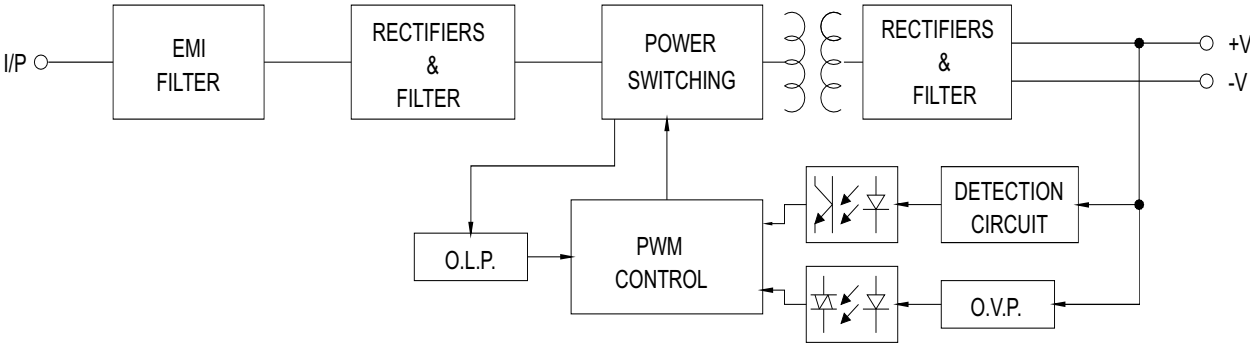 I/P
EMI
FILTER
RECTIFIERS
&
FILTER
POWER
SWITCHING
RECTIFIERS
&
FILTER
+V
-V
O.L.P.
PWM
CONTROL
DETECTION
CIRCUIT
O.V.P.